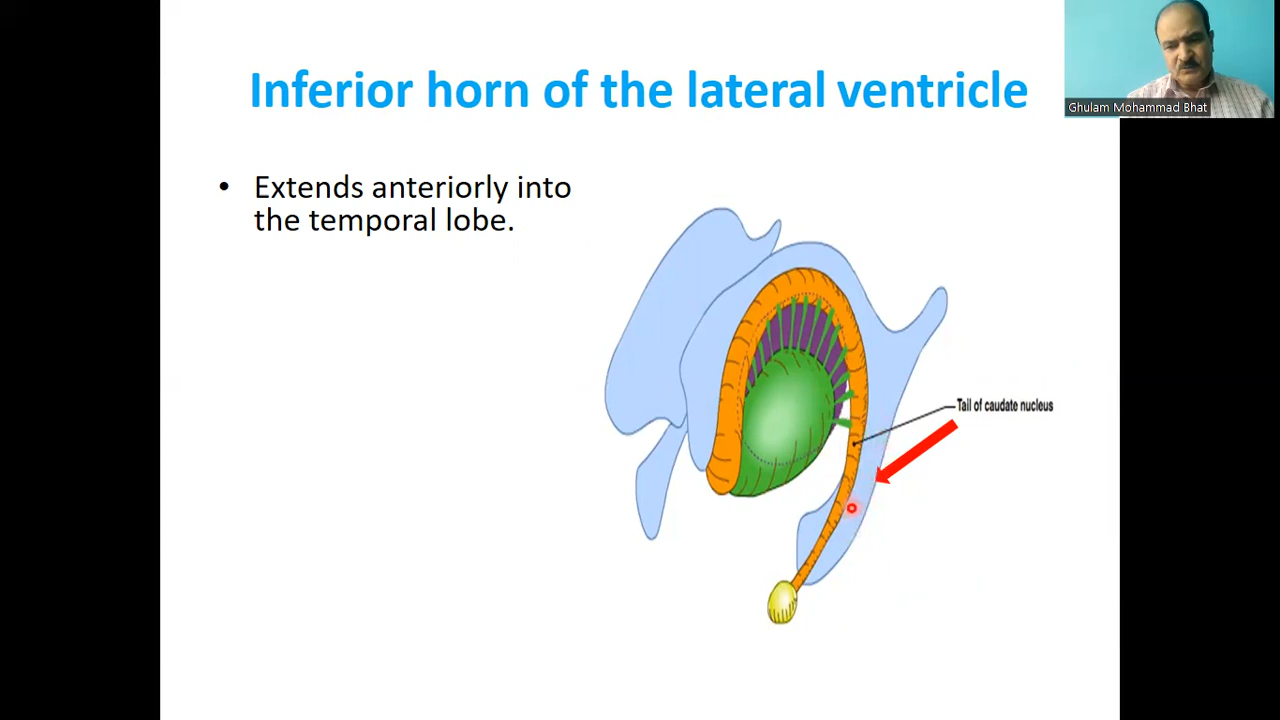 Inferior horn of the lateral ventricle
Ghulam Mohammad Bhat
• Extends anteriorly into
the temporal lobe.
Tail of caudate nucleus